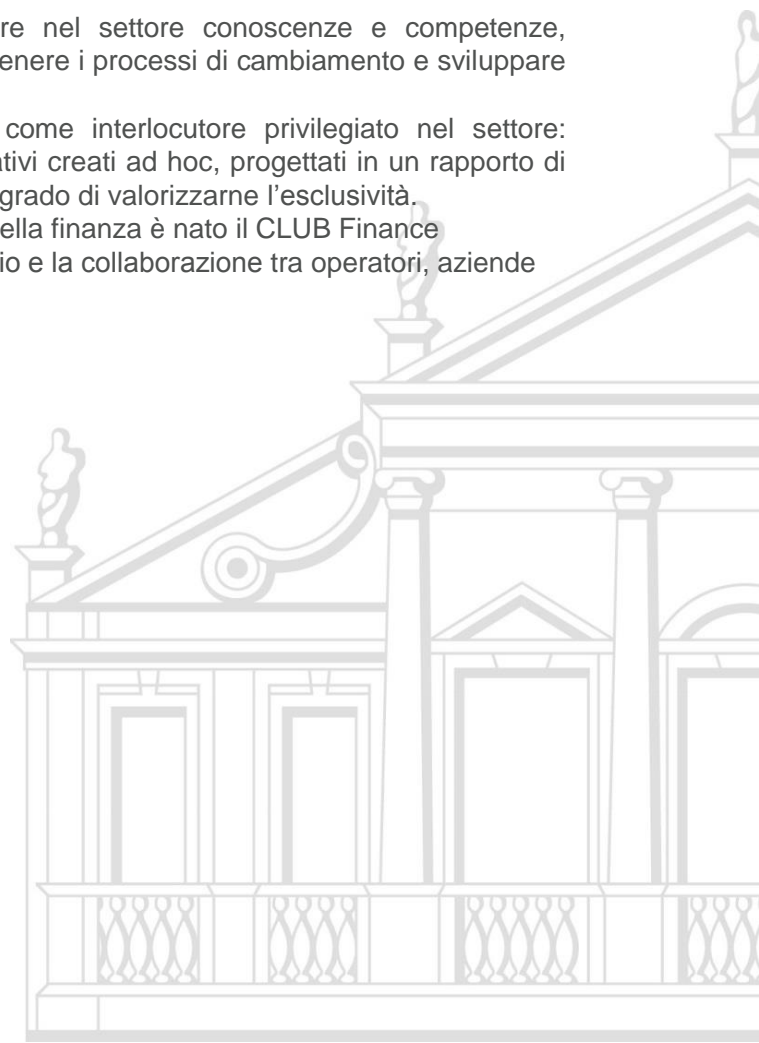 re nel settore conoscenze e competenze,
enere i processi di cambiamento e sviluppare
come interlocutore privilegiato nel settore:
ativi creati ad hoc, progettati in un rapporto di
grado di valorizzarne l’esclusività.
ella finanza è nato il CLUB Finance
io e la collaborazione tra operatori, aziende